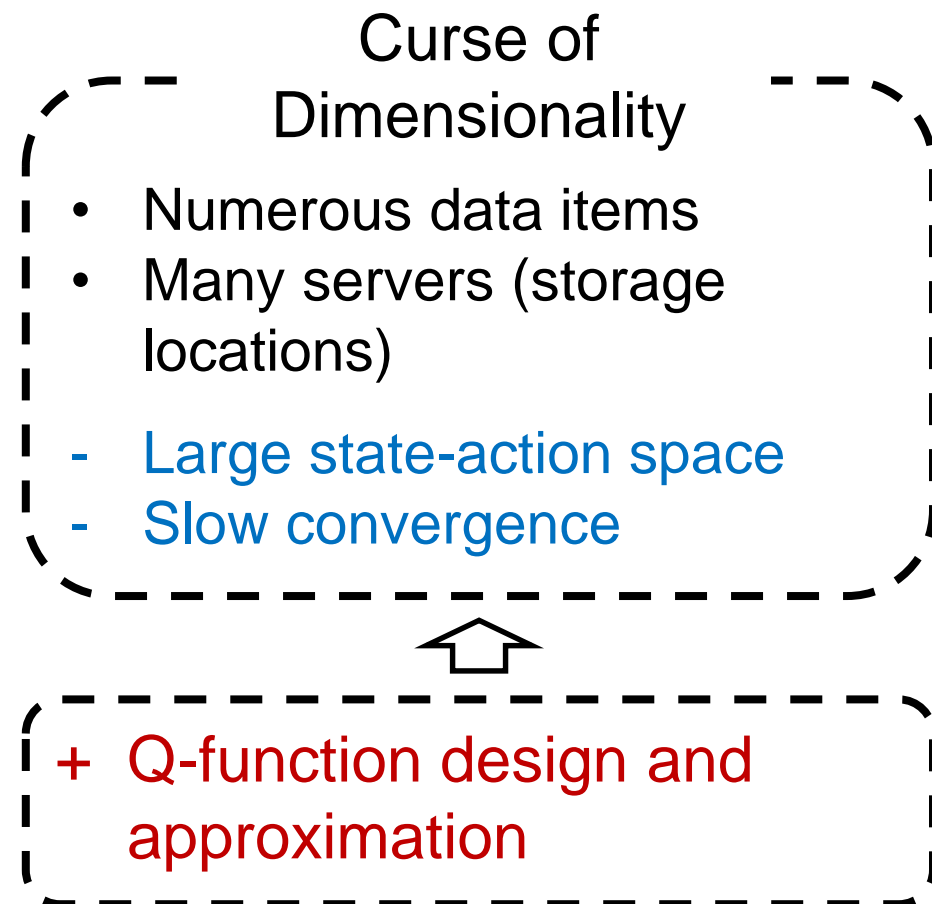 Curse of
Dimensionality
• Numerous data items
• Many servers (storage
locations)
- Large state-action space
- Slow convergence
+ Q-function design and
approximation